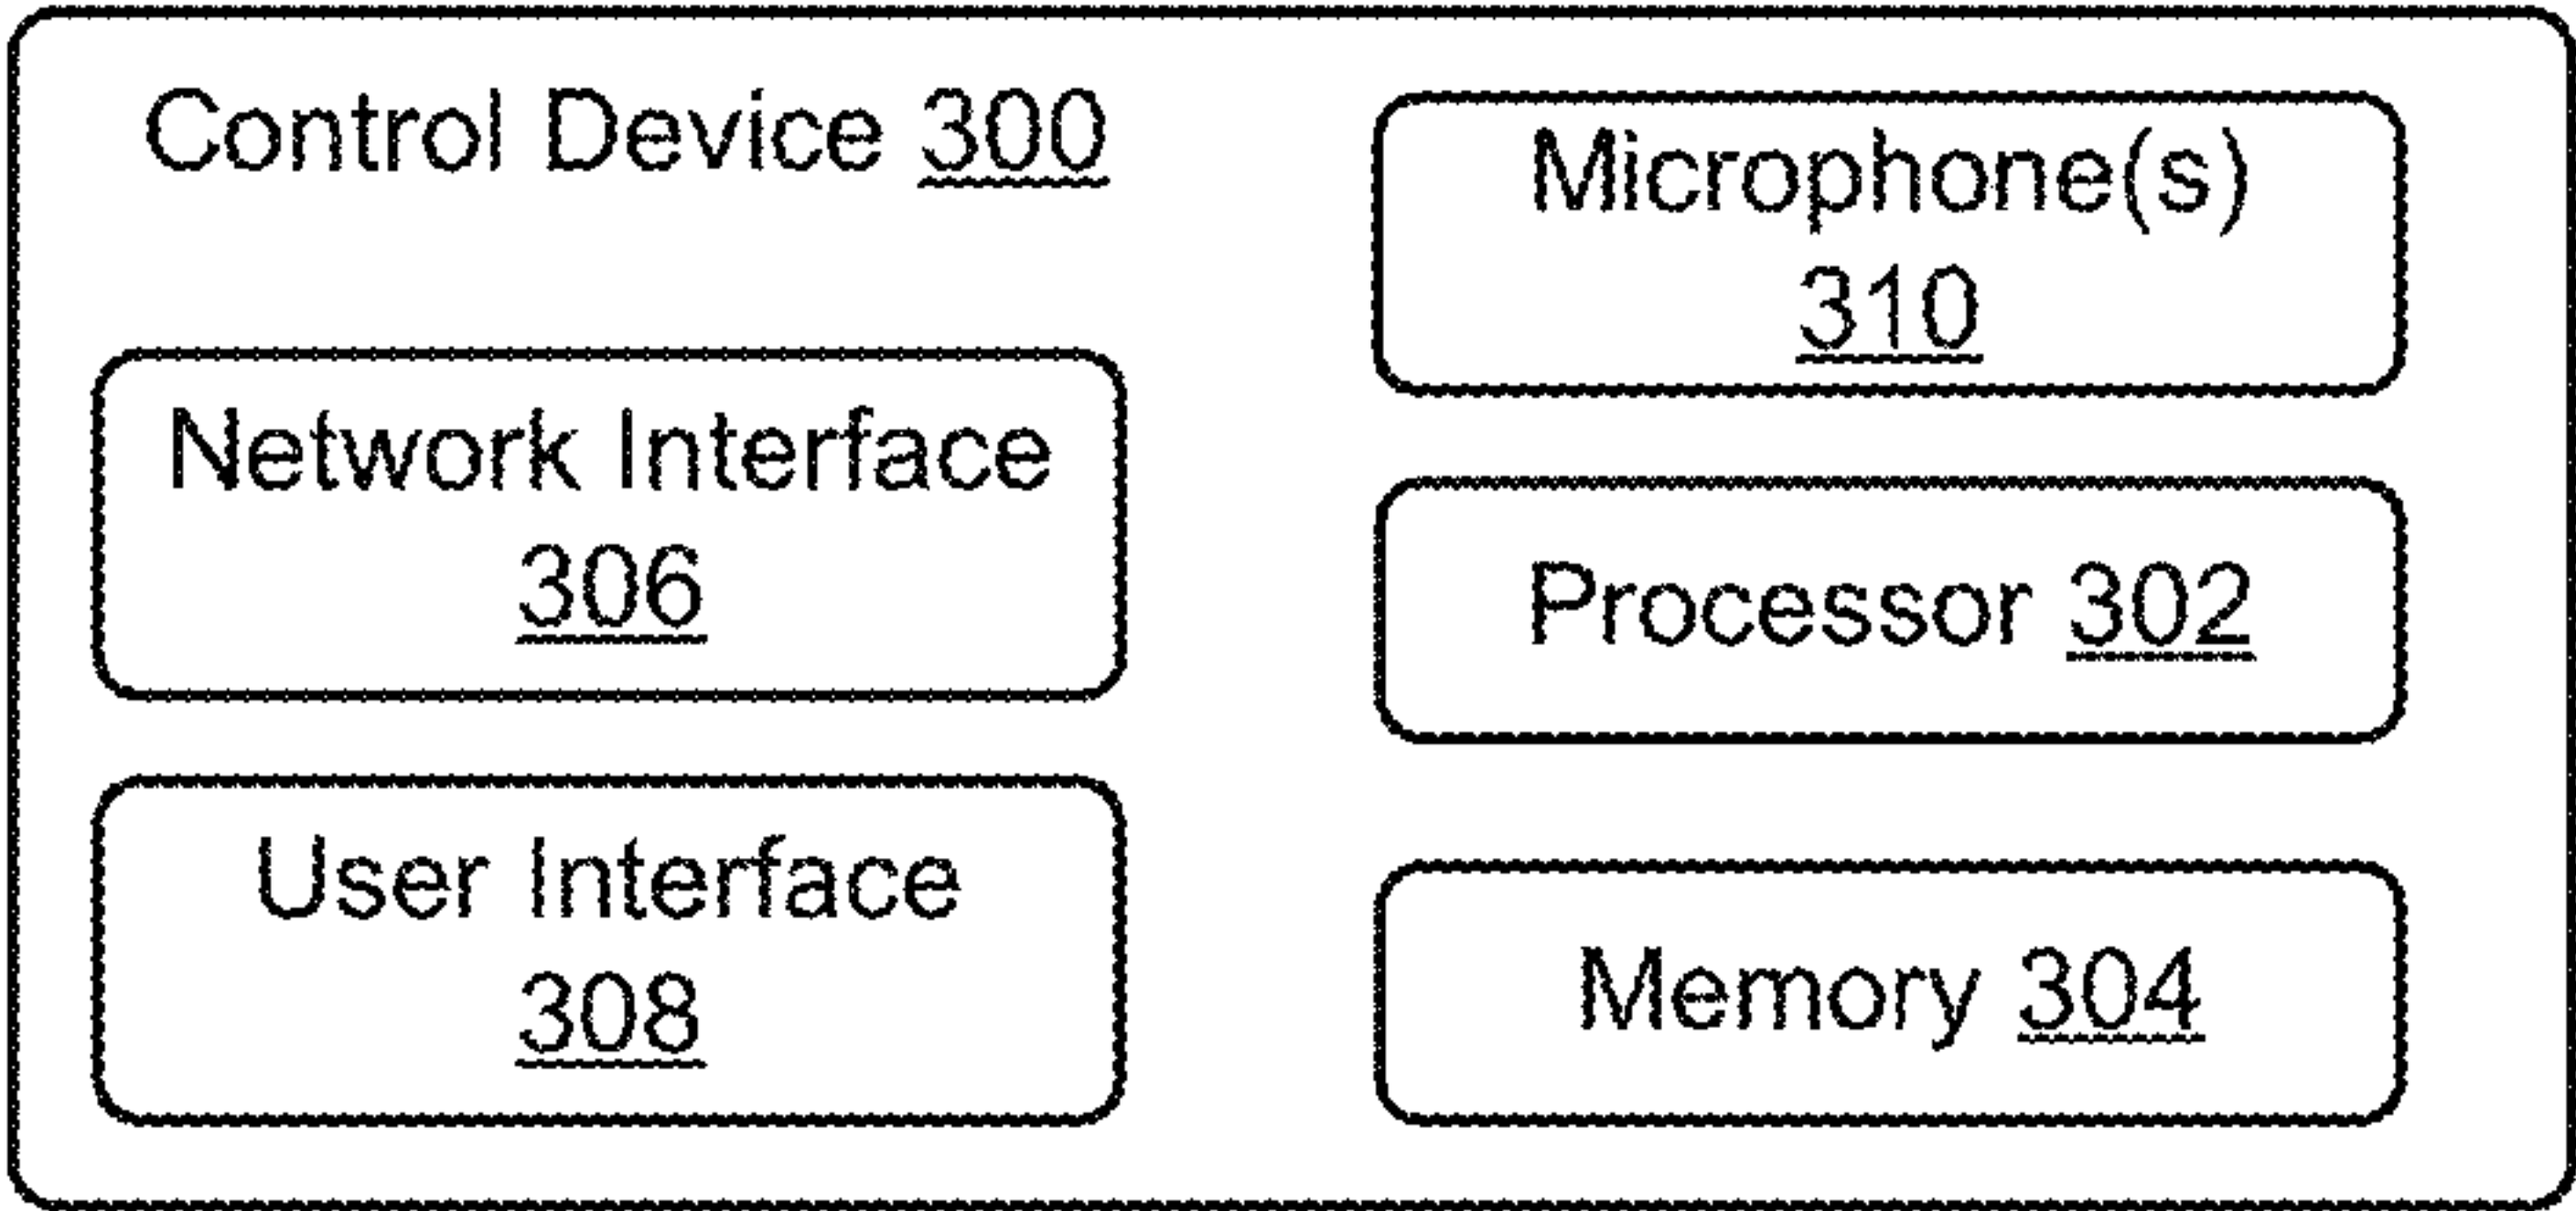 Control Device 300
Network Interface
306
User Interface
308
Microphone(s)
310
Processor 302
Memory 304